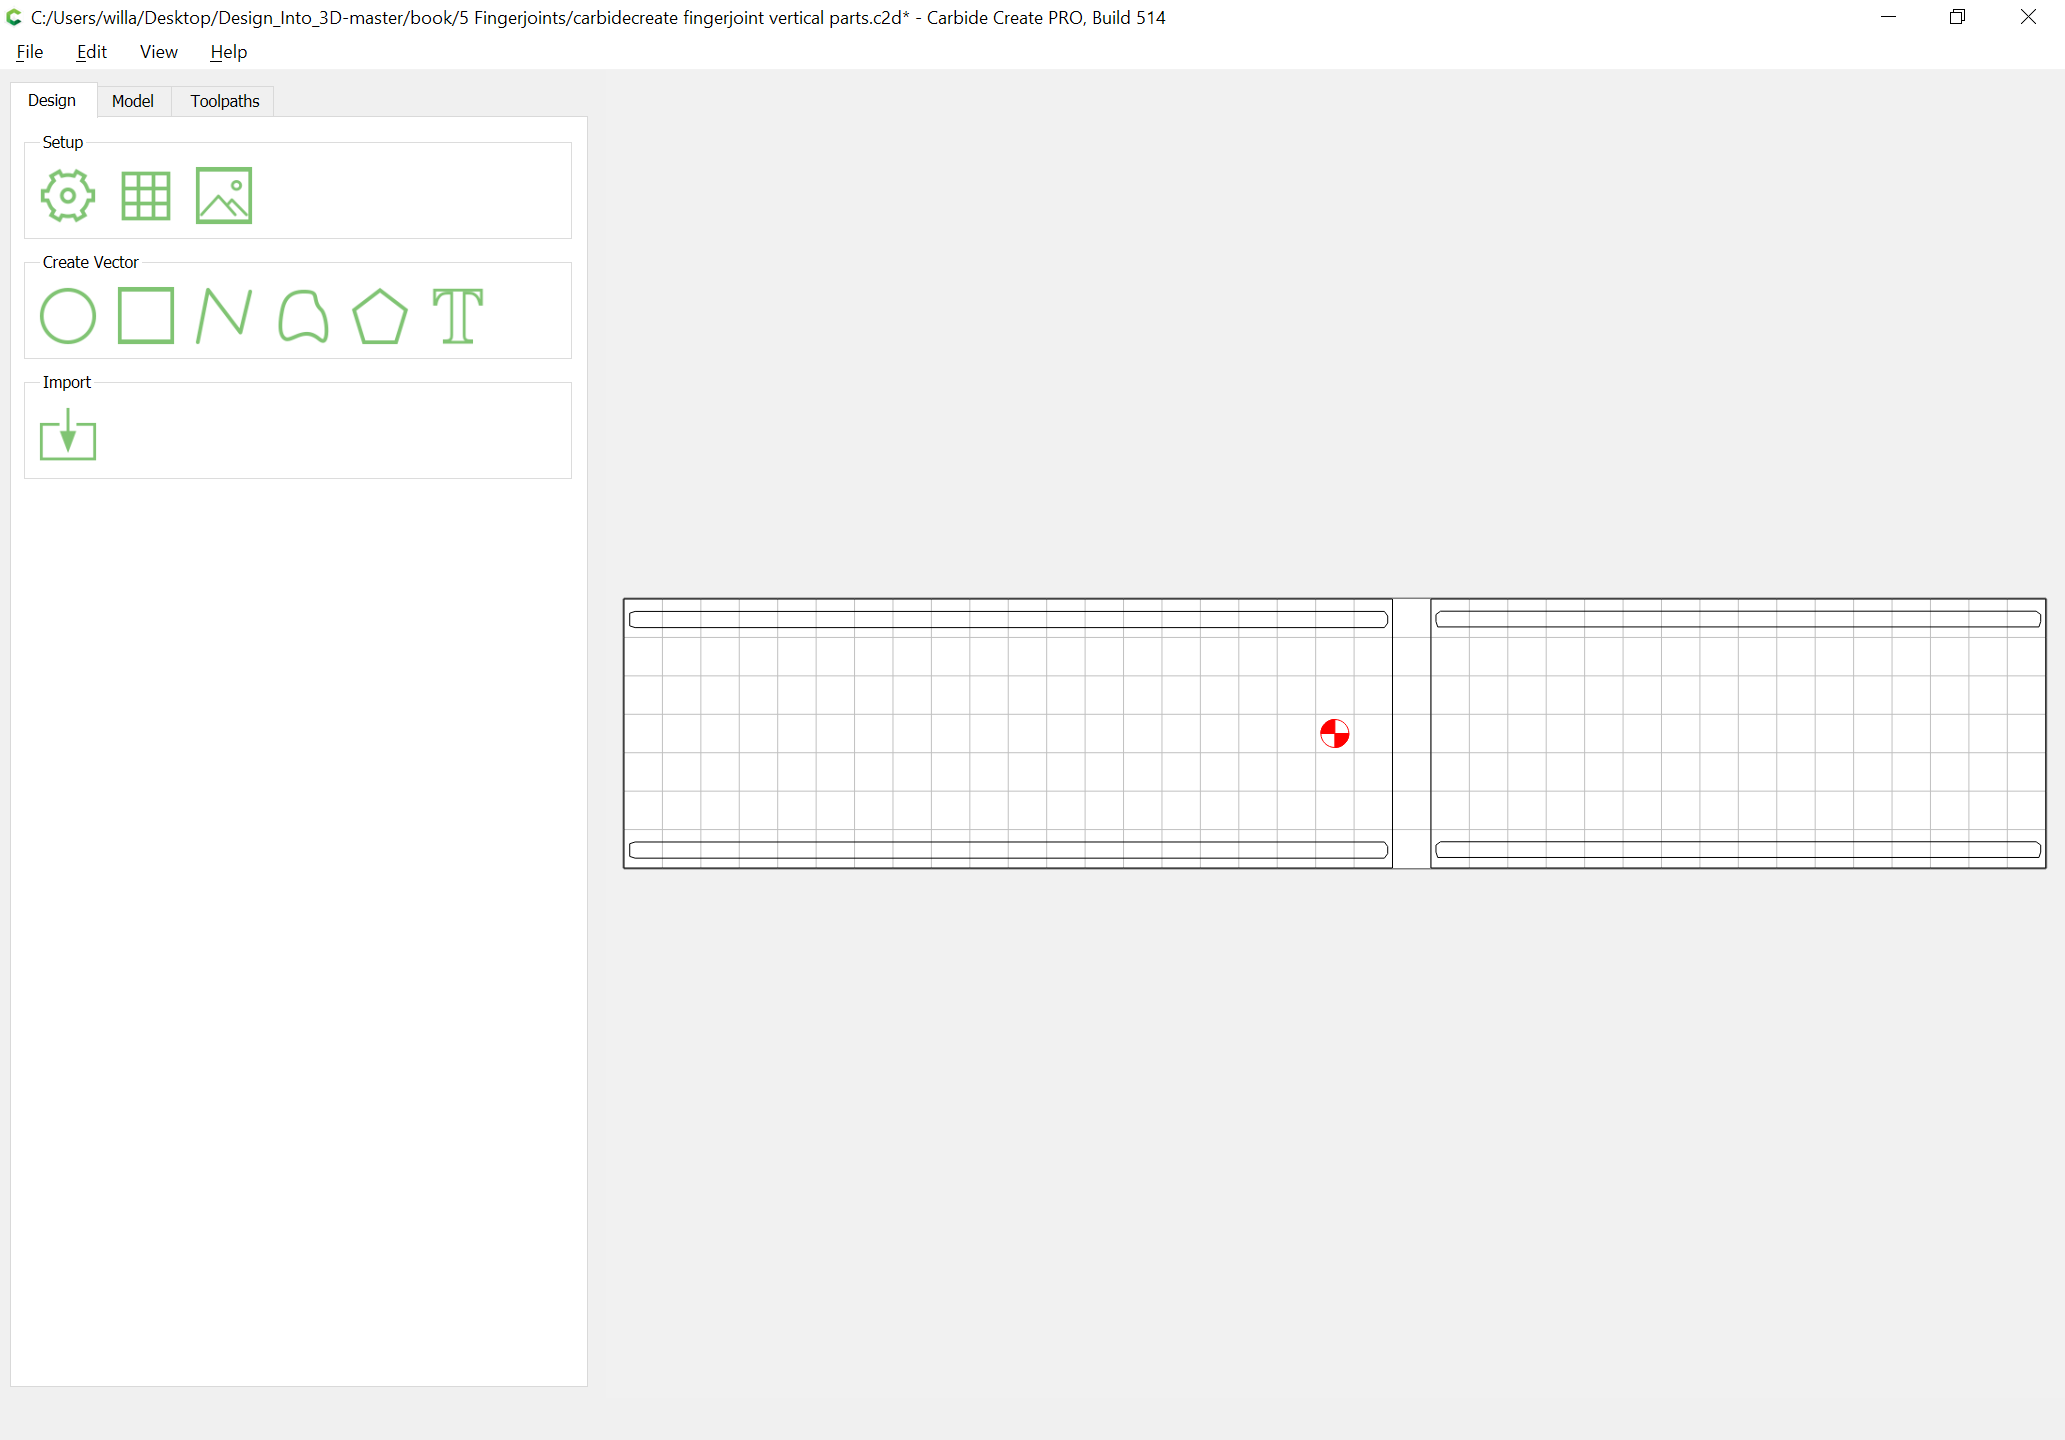 C:/Users/willa/Desktop/Design_Into_3D-master/book/5 Fingerjoints/carbidecreate fingerjoint vertical parts.c2d* - Carbide Create PRO, Build 514
File Edit View Help
Design Model Toolpaths
Setup
Create Vector
Import